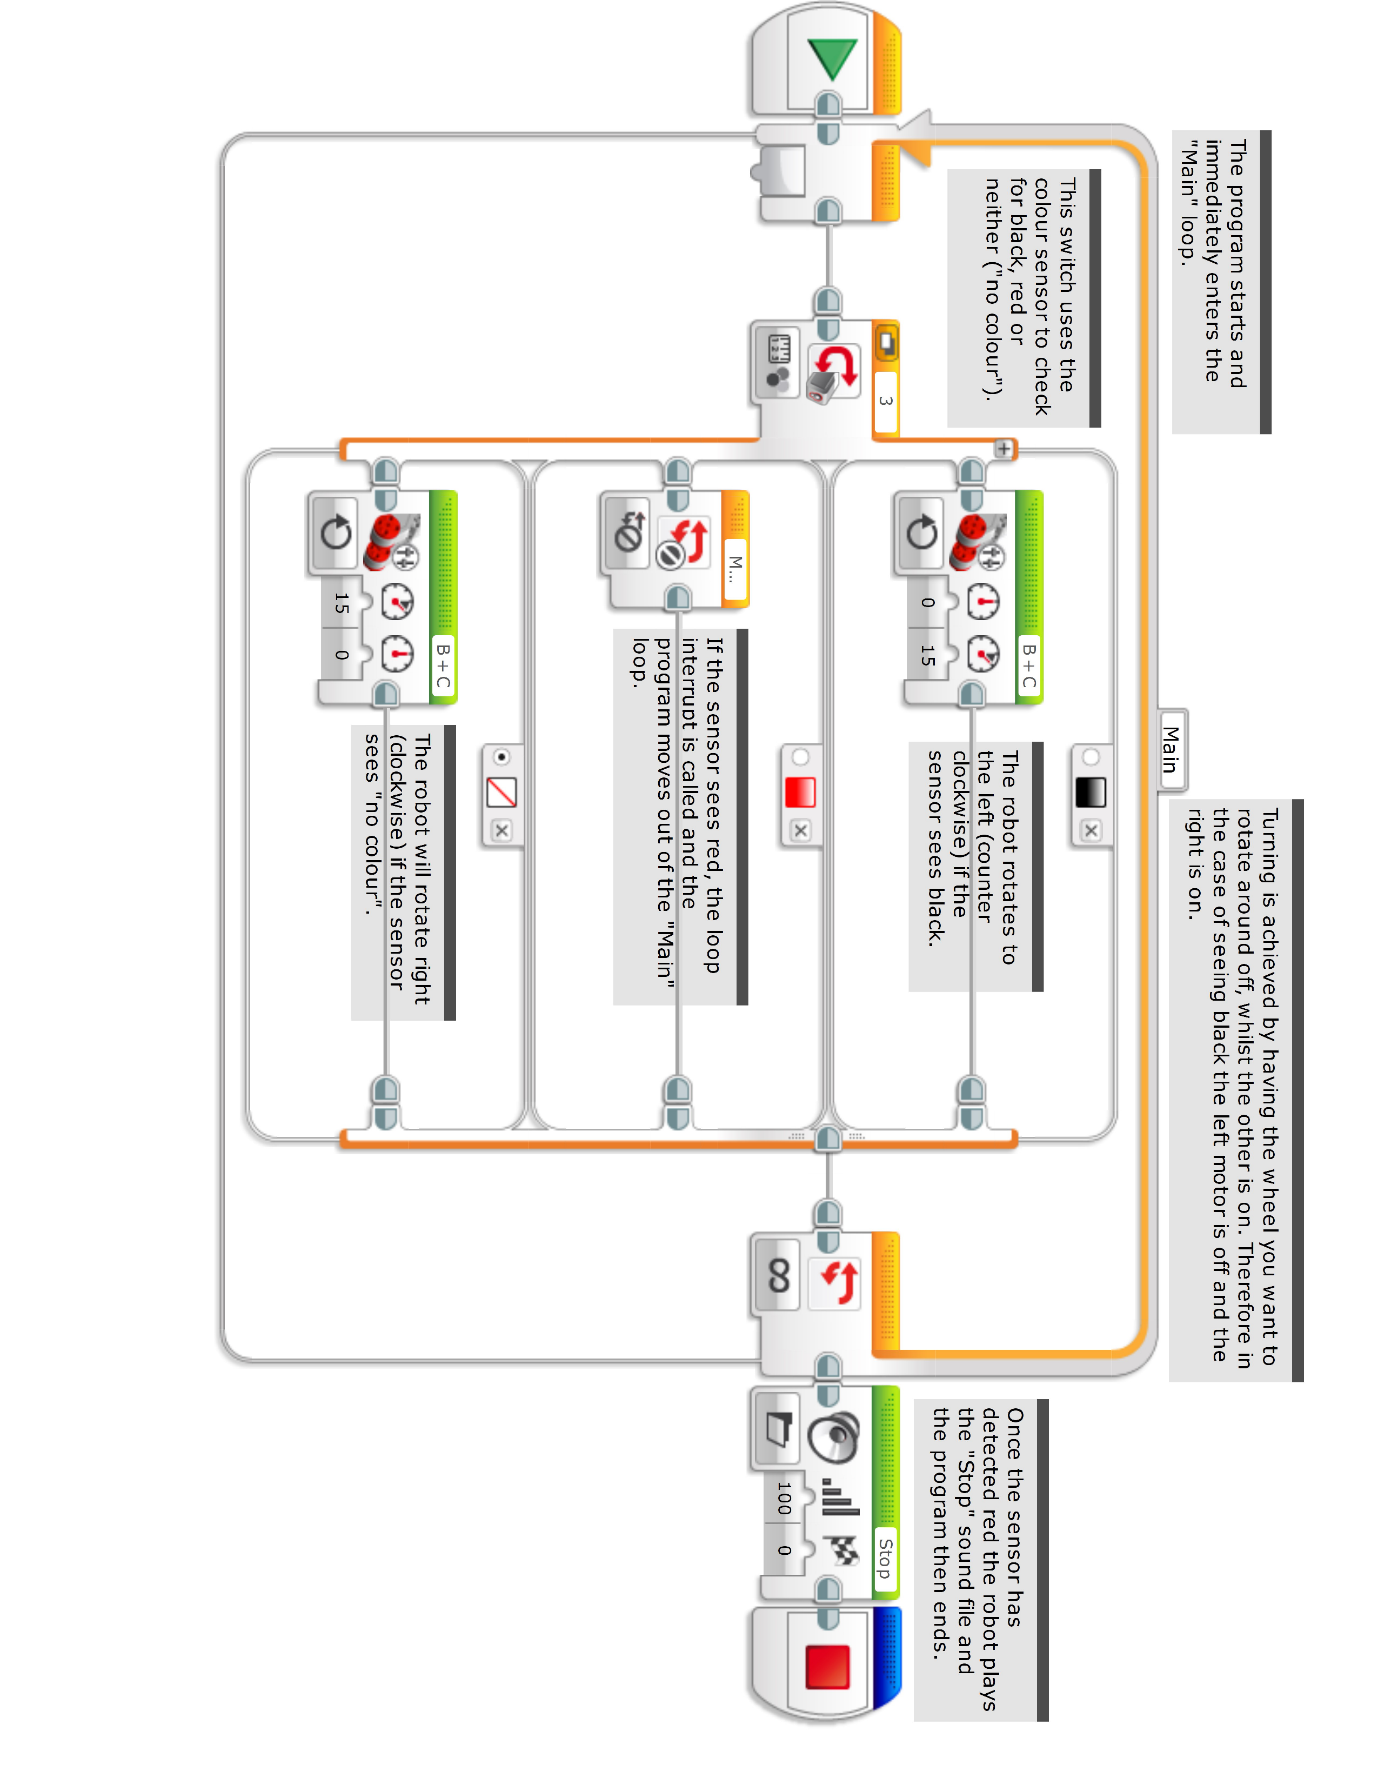 The program starts and
immediately enters the
"Main" loop.
This switch uses the
colour sensor to check
for black, red or
neither ("no colour").
3
Main
Turning is achieved by having the wheel you want to
rotate around off, whilst the other is on. Therefore in
the case of seeing black the left motor is off and the
right is on.
B + C
0 15
The robot rotates to
the left (counter
clockwise) if the
sensor sees black.
M...
If the sensor sees red, the loop
interrupt is called and the
program moves out of the "Main"
loop.
B + C
15 0
The robot will rotate right
(clockwise) if the sensor
sees "no colour".
Once the sensor has
detected red the robot plays
the "Stop" sound file and
the program then ends.
Stop
100 0